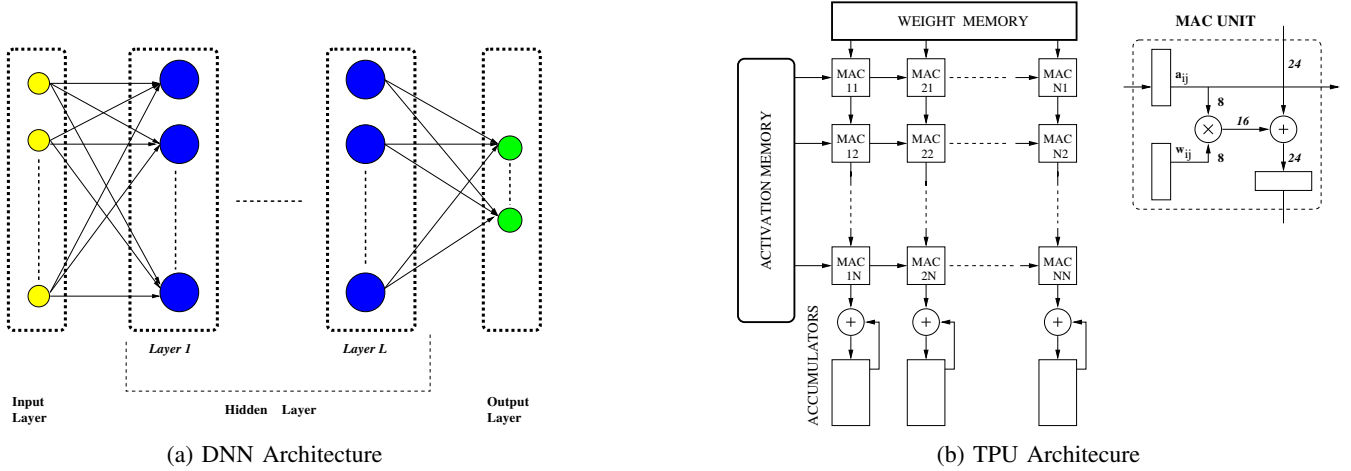 Layer 1
Layer L
Input
Layer
Hidden Layer
Output
Layer
(a) DNN Architecture
WEIGHT MEMORY
ACTIVATION MEMORY
MAC
11
MAC
21
MAC
N1
MAC
12
MAC
22
MAC
N2
MAC
1N
MAC
2N
MAC
NN
+
+
+
ACCUMULATORS
MAC UNIT
24
a_ij
8
16
×
+
w_ij
8
24
(b) TPU Architecure